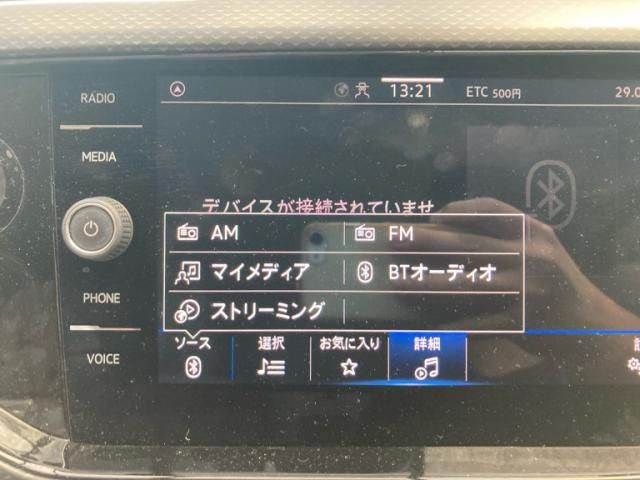 RADIO
MEDIA
PHONE
VOICE
13:21
ETC 500円
29.0
デバイスが接続されていませ
AM
FM
マイメディア
BTオーディオ
ストリーミング
ソース
選択
お気に入り
詳細